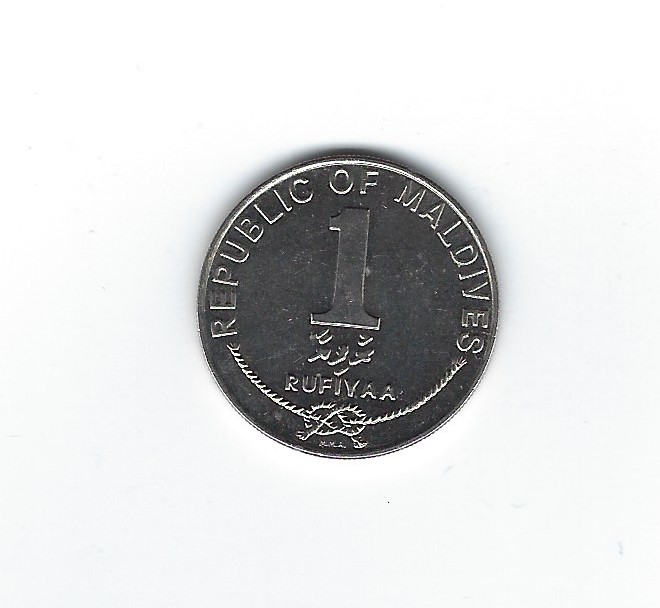 REPUBLIC OF MALDIVES
1
ރުފިޔާ
RUFIYAA
M.M.A.